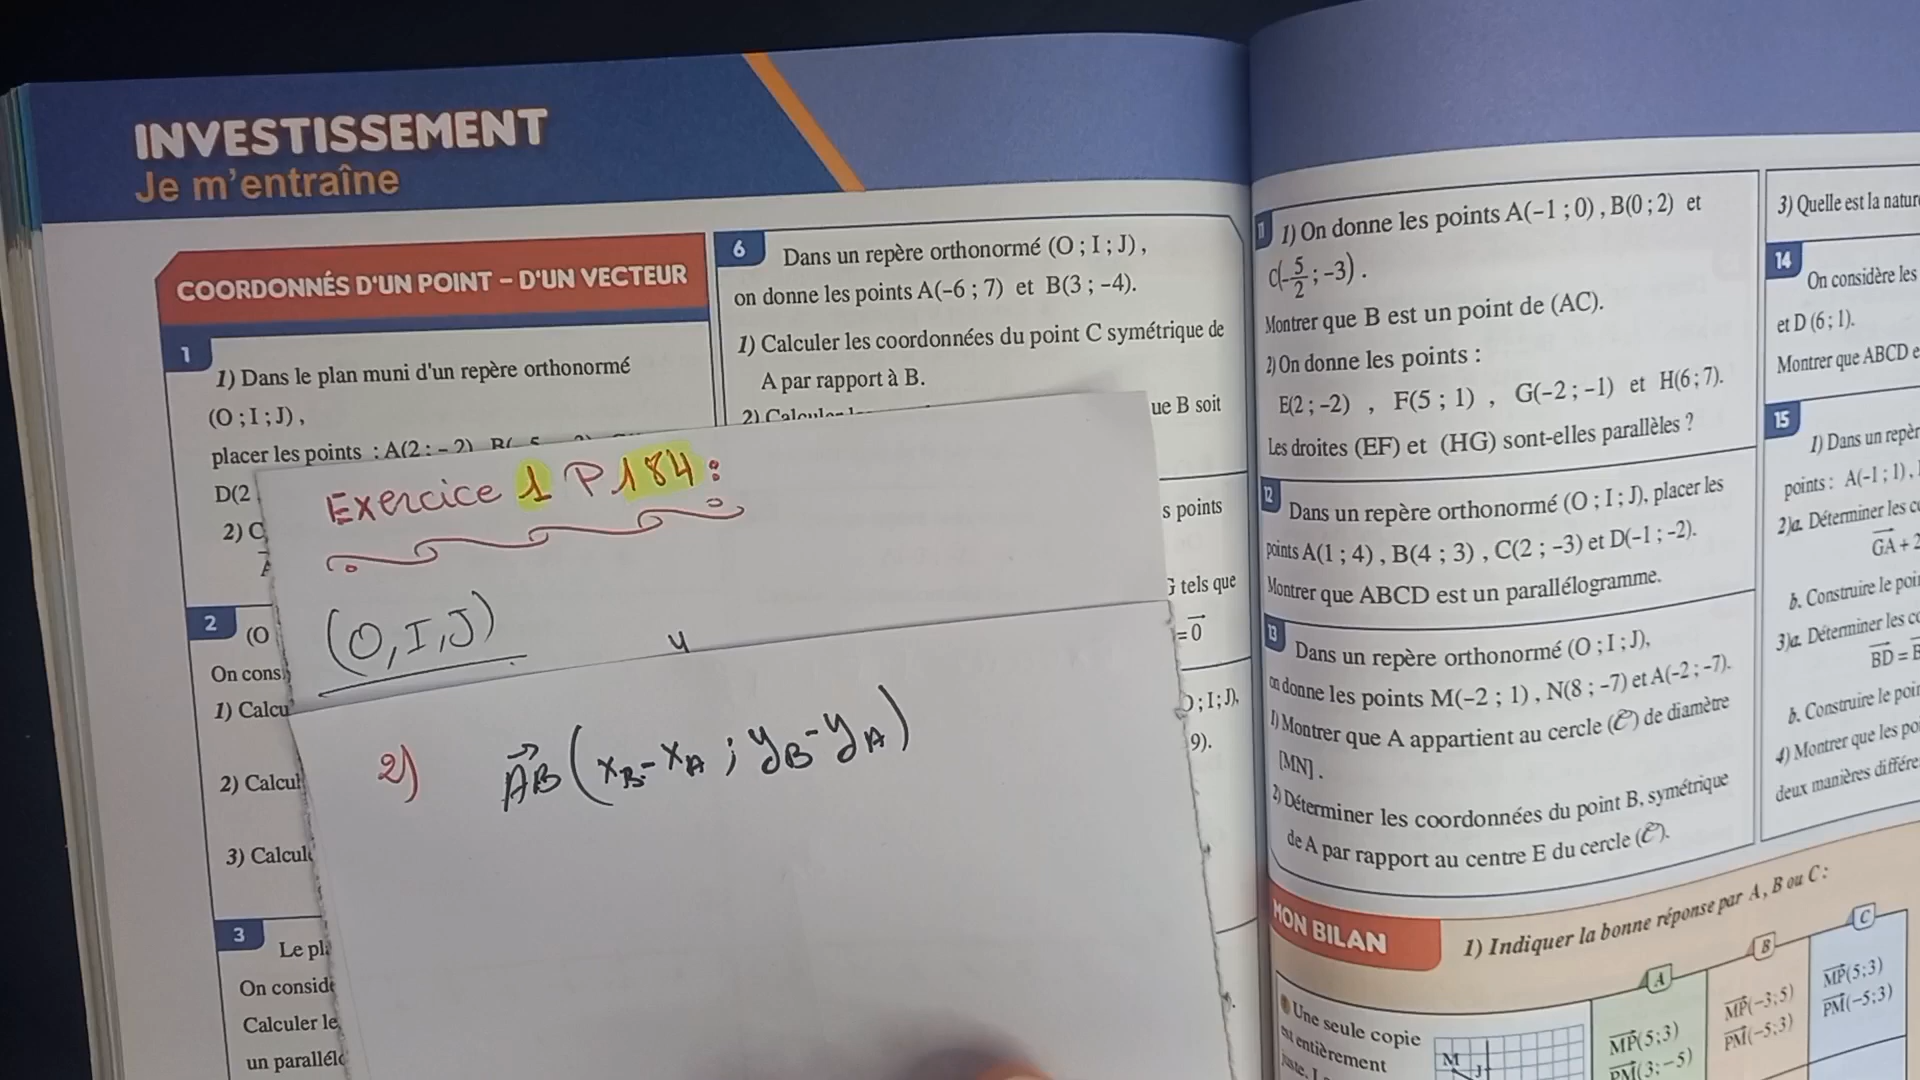 INVESTISSEMENT
Je m'entraîne
COORDONNÉS D'UN POINT – D'UN VECTEUR
1
1) Dans le plan muni d'un repère orthonormé
(O ; I ; J) ,
placer les points : A(2 ; – 2)
D(2
2) C
2
(O
On cons
1) Calcu
2) Calcul
3) Calcul
3
Le pl
On consid
Calculer le
un parallél
Exercice 1 P 184 :
(O, I, J)
2) AB (xB - xA ; yB - yA)
6
Dans un repère orthonormé (O ; I ; J) ,
on donne les points A(–6 ; 7) et B(3 ; –4).
1) Calculer les coordonnées du point C symétrique de
A par rapport à B.
2)
ue B soit
s points
G tels que
= 0
; I ; J),
9).
11
1) On donne les points A(–1 ; 0) , B(0 ; 2) et
C(–5/2 ; –3) .
Montrer que B est un point de (AC).
2) On donne les points :
E(2 ; –2) , F(5 ; 1) , G(–2 ; –1) et H(6 ; 7).
Les droites (EF) et (HG) sont-elles parallèles ?
12
Dans un repère orthonormé (O ; I ; J), placer les
points A(1 ; 4) , B(4 ; 3) , C(2 ; –3) et D(–1 ; –2).
Montrer que ABCD est un parallélogramme.
13
Dans un repère orthonormé (O ; I ; J),
on donne les points M(–2 ; 1) , N(8 ; –7) et A(–2 ; –7).
1) Montrer que A appartient au cercle (C) de diamètre
[MN] .
2) Déterminer les coordonnées du point B, symétrique
de A par rapport au centre E du cercle (C).
3) Quelle est la natur
14
On considère les
et D (6 ; 1).
Montrer que ABCD e
15
1) Dans un repèr
points : A(–1 ; 1) ,
2)a. Déterminer les c
GA + 2
b. Construire le poi
3)a. Déterminer les c
BD =
b. Construire le poi
4) Montrer que les po
deux manières différe
MON BILAN
1) Indiquer la bonne réponse par A, B ou C :
A
B
C
Une seule copie
est entièrement
MP(5;3)
PM(3;–5)
MP(–3;5)
PM(–5;3)
MP(5;3)
PM(–5;3)
M
J